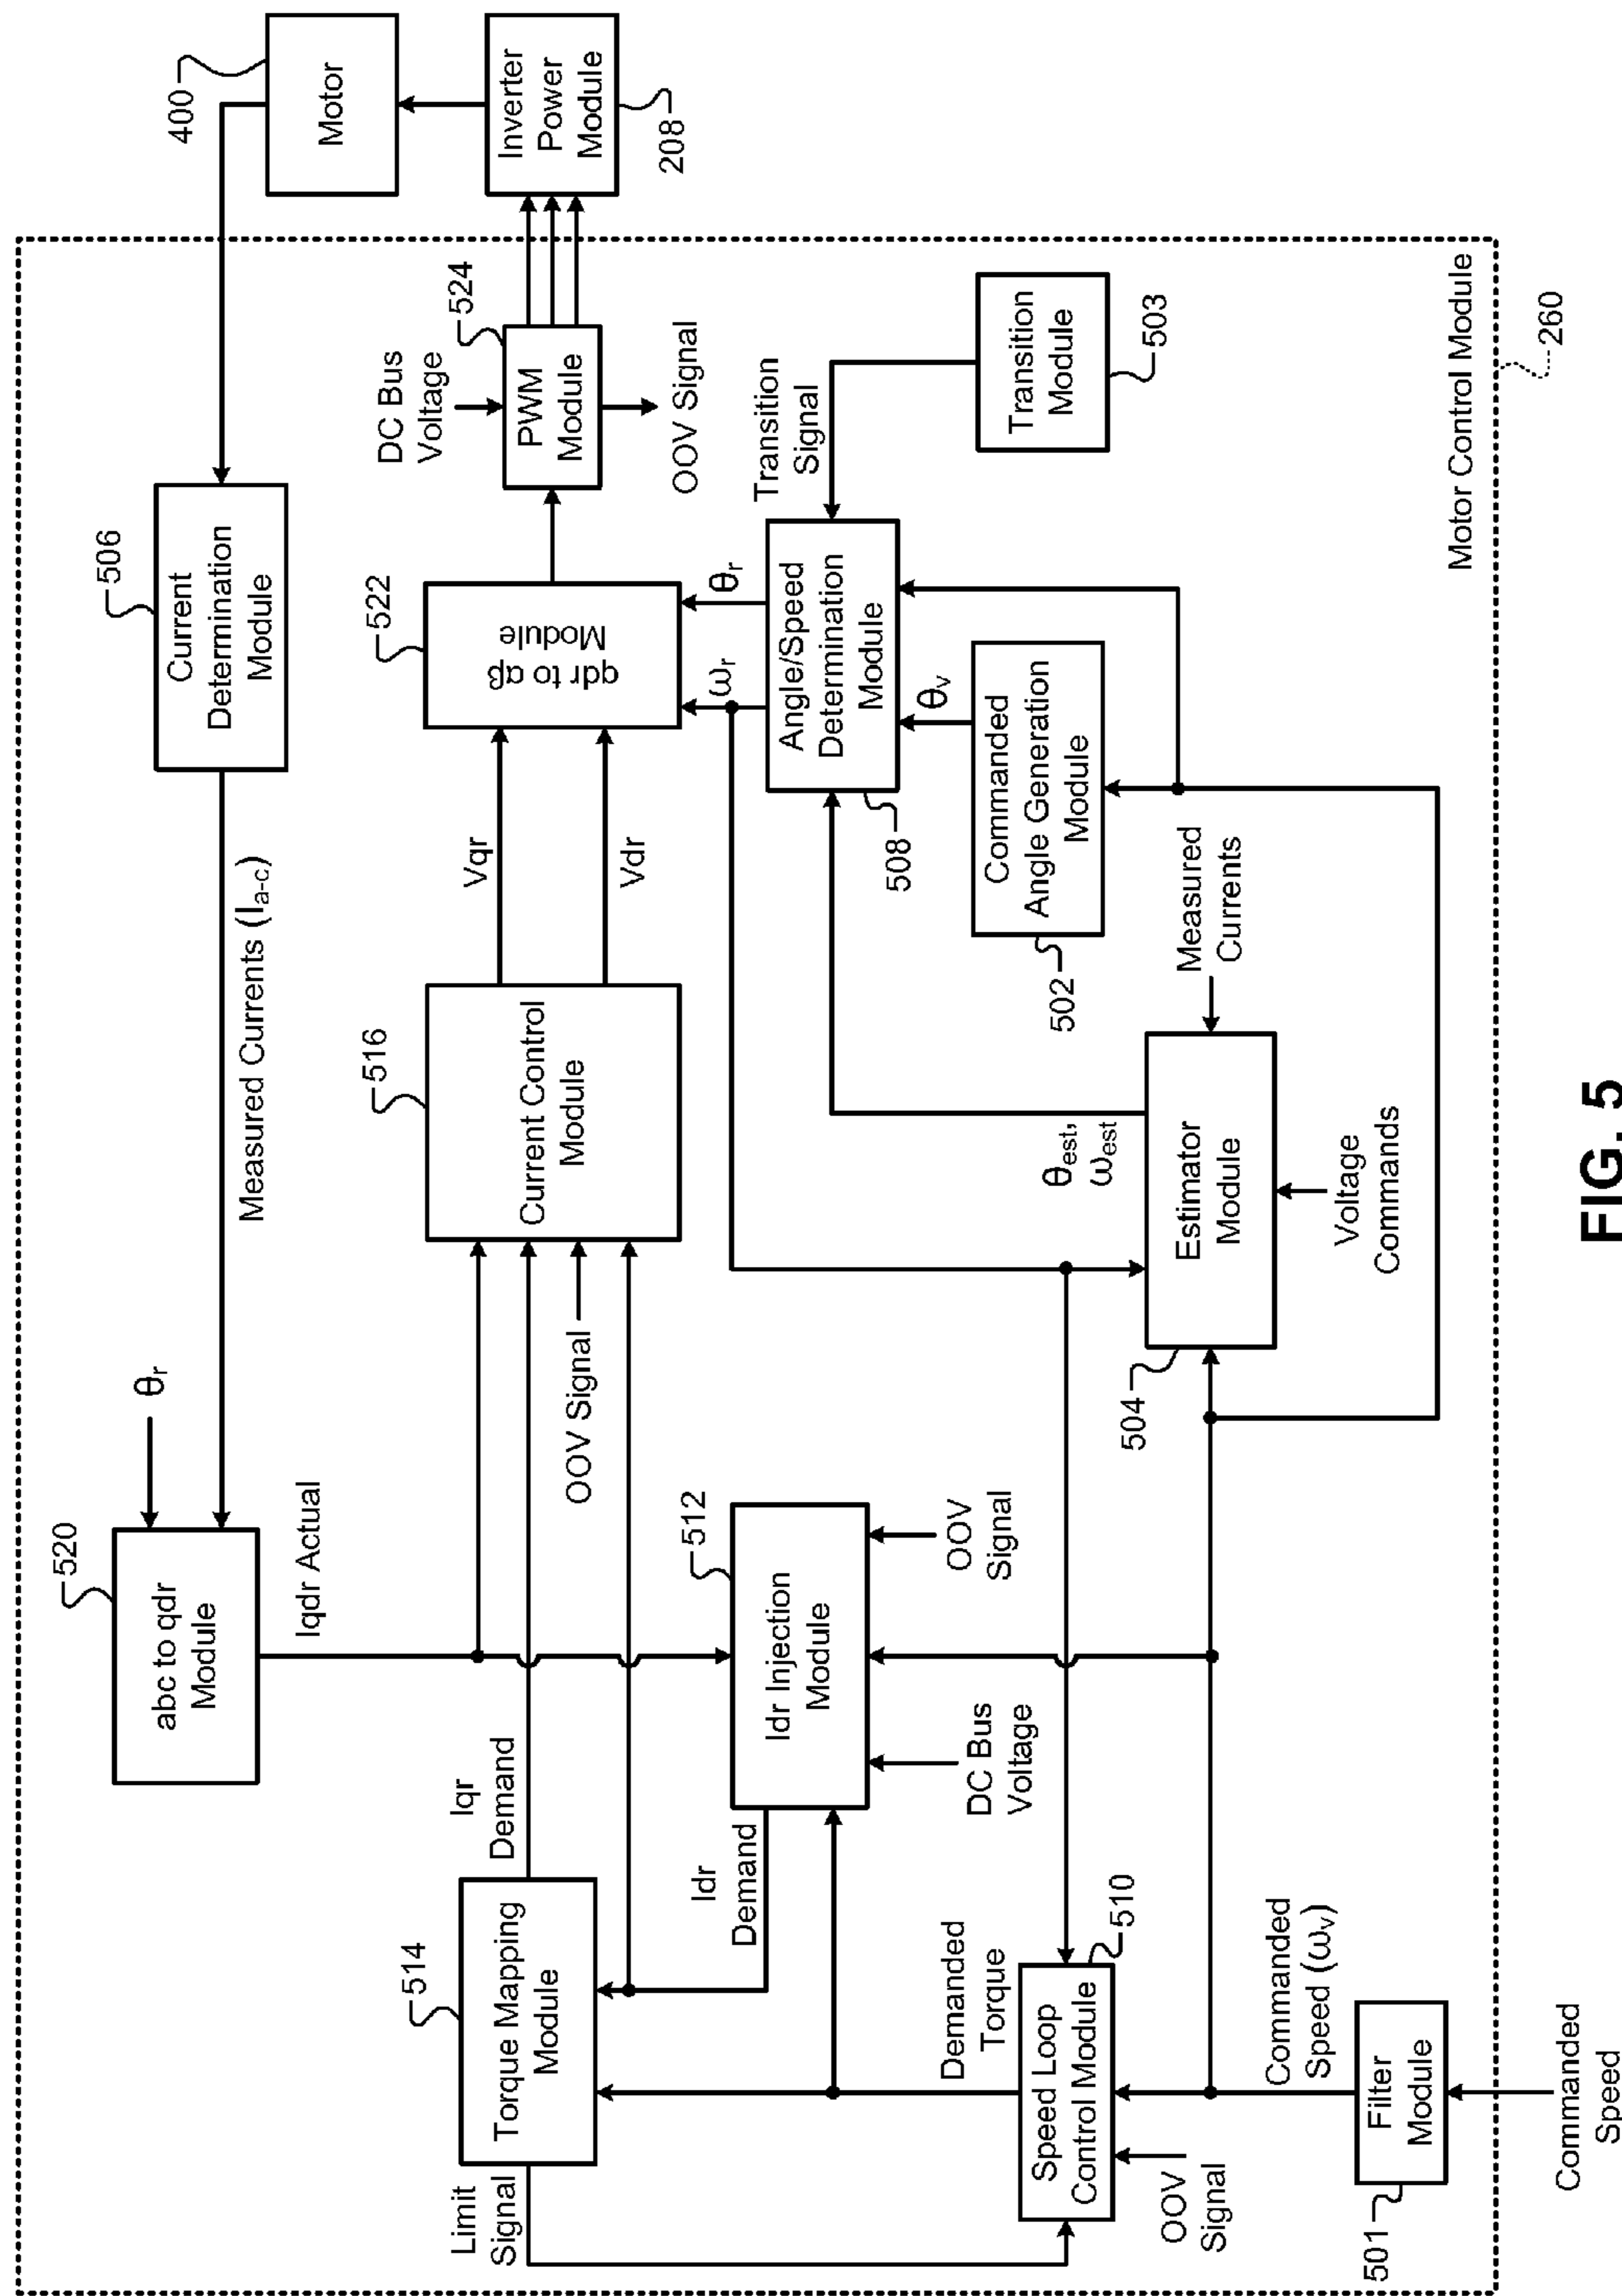 400
Motor
Inverter
Power
Module
208
506
Current
Determination
Module
Measured Currents (Ia-c)
520
θr
abc to qdr
Module
Iqdr Actual
DC Bus
Voltage
524
PWM
Module
OOV Signal
522
qdr to αβ
Module
Vqr
Vdr
516
Current Control
Module
OOV Signal
Iqr
Demand
514
Torque Mapping
Module
Limit
Signal
Idr
Demand
512
Idr Injection
Module
OOV
Signal
DC Bus
Voltage
ωr
θr
Angle/Speed
Determination
Module
508
Transition
Signal
Transition
Module
503
θv
Commanded
Angle Generation
Module
502
θest,
ωest
Measured
Currents
Estimator
Module
504
Voltage
Commands
Demanded
Torque
510
Speed Loop
Control Module
OOV
Signal
Commanded
Speed (ωv)
Filter
Module
501
Commanded
Speed
Motor Control Module
260
FIG. 5